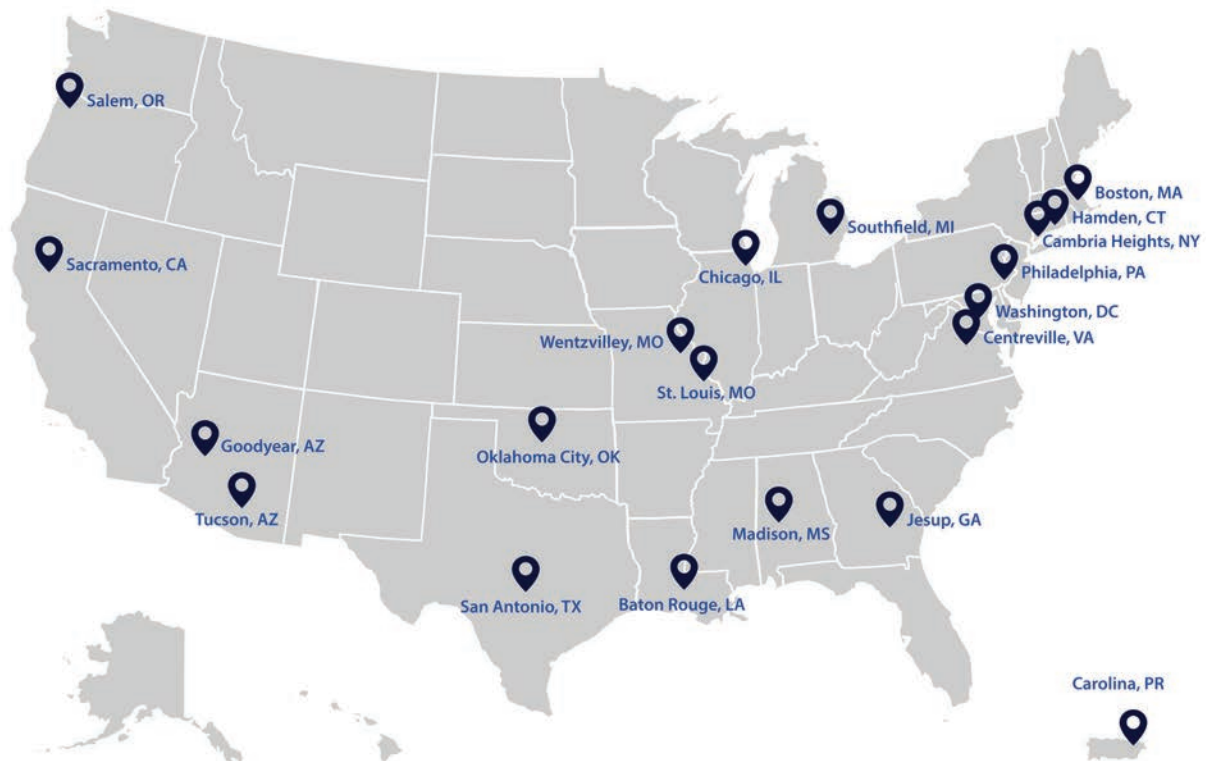 Salem, OR
Boston, MA
Hamden, CT
Southfield, MI
Cambria Heights, NY
Sacramento, CA
Chicago, IL
Philadelphia, PA
Washington, DC
Centreville, VA
Wentzvilley, MO
St. Louis, MO
Goodyear, AZ
Oklahoma City, OK
Tucson, AZ
Jesup, GA
Madison, MS
San Antonio, TX
Baton Rouge, LA
Carolina, PR